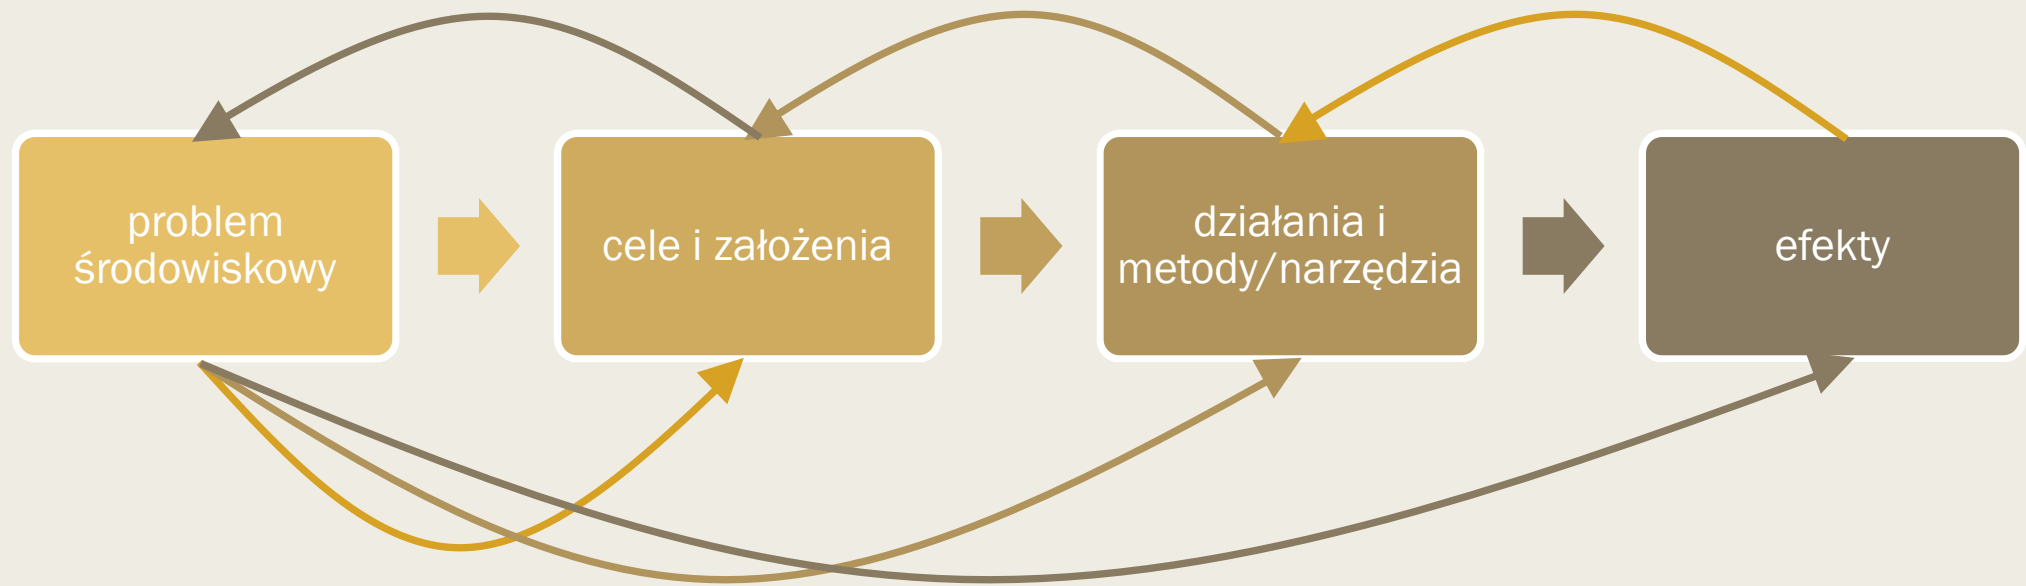 problem
środowiskowy
cele i założenia
działania i
metody/narzędzia
efekty